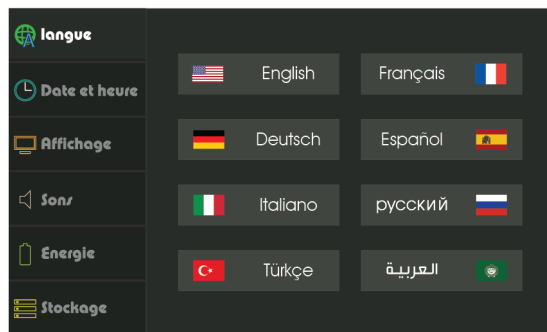 langue
Date et heure
Affichage
Sons
Energie
Stockage
English
Français
Deutsch
Español
Italiano
русский
Türkçe
العربية